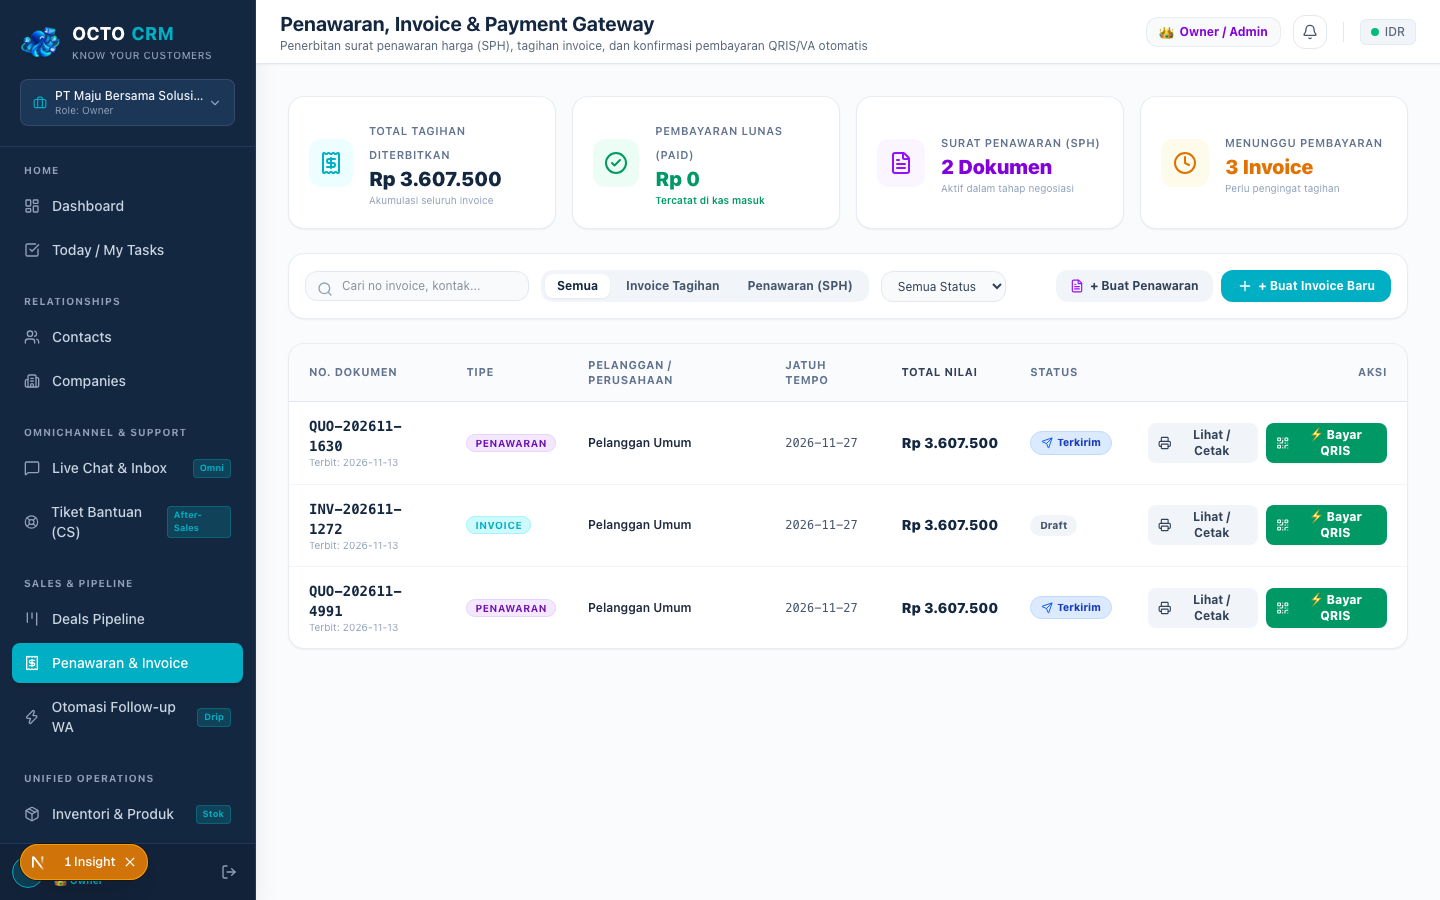 OCTO CRM
KNOW YOUR CUSTOMERS
PT Maju Bersama Solusi...
Role: Owner
HOME
Dashboard
Today / My Tasks
RELATIONSHIPS
Contacts
Companies
OMNICHANNEL & SUPPORT
Live Chat & Inbox
Omni
Tiket Bantuan
(CS)
After-
Sales
SALES & PIPELINE
Deals Pipeline
Penawaran & Invoice
Otomasi Follow-up
WA
Drip
UNIFIED OPERATIONS
Inventori & Produk
Stok
1 Insight
Owner
Penawaran, Invoice & Payment Gateway
Penerbitan surat penawaran harga (SPH), tagihan invoice, dan konfirmasi pembayaran QRIS/VA otomatis
Owner / Admin
IDR
TOTAL TAGIHAN
DITERBITKAN
Rp 3.607.500
Akumulasi seluruh invoice
PEMBAYARAN LUNAS
(PAID)
Rp 0
Tercatat di kas masuk
SURAT PENAWARAN (SPH)
2 Dokumen
Aktif dalam tahap negosiasi
MENUNGGU PEMBAYARAN
3 Invoice
Perlu pengingat tagihan
Cari no invoice, kontak...
Semua
Invoice Tagihan
Penawaran (SPH)
Semua Status
+ Buat Penawaran
+ Buat Invoice Baru
NO. DOKUMEN
TIPE
PELANGGAN /
PERUSAHAAN
JATUH
TEMPO
TOTAL NILAI
STATUS
AKSI
QUO-202611-
1630
Terbit: 2026-11-13
PENAWARAN
Pelanggan Umum
2026-11-27
Rp 3.607.500
Terkirim
Lihat /
Cetak
⚡ Bayar
QRIS
INV-202611-
1272
Terbit: 2026-11-13
INVOICE
Pelanggan Umum
2026-11-27
Rp 3.607.500
Draft
Lihat /
Cetak
⚡ Bayar
QRIS
QUO-202611-
4991
Terbit: 2026-11-13
PENAWARAN
Pelanggan Umum
2026-11-27
Rp 3.607.500
Terkirim
Lihat /
Cetak
⚡ Bayar
QRIS